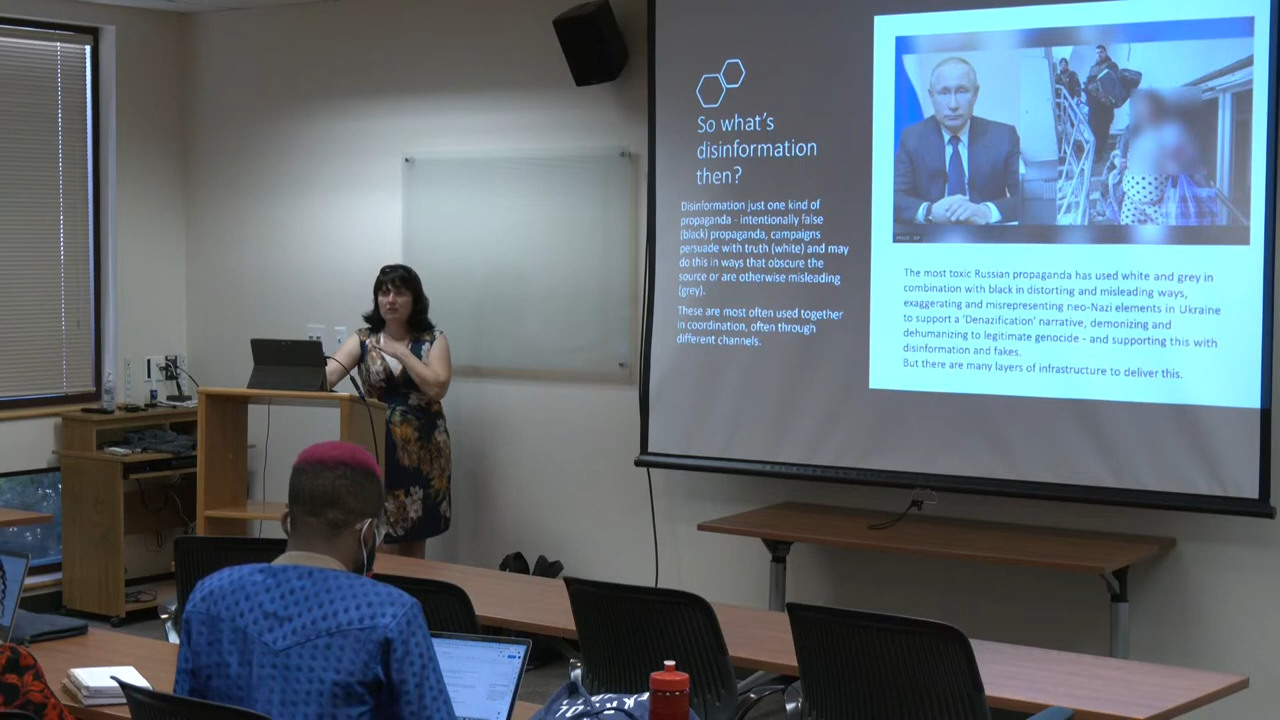 So what's
disinformation
then?
Disinformation just one kind of
propaganda - intentionally false
(black) propaganda, campaigns
persuade with truth (white) and may
do this in ways that obscure the
source or are otherwise misleading
(grey).
These are most often used together
in coordination, often through
different channels.
The most toxic Russian propaganda has used white and grey in
combination with black in distorting and misleading ways,
exaggerating and misrepresenting neo-Nazi elements in Ukraine
to support a 'Denazification' narrative, demonizing and
dehumanizing to legitimate genocide - and supporting this with
disinformation and fakes.
But there are many layers of infrastructure to deliver this.